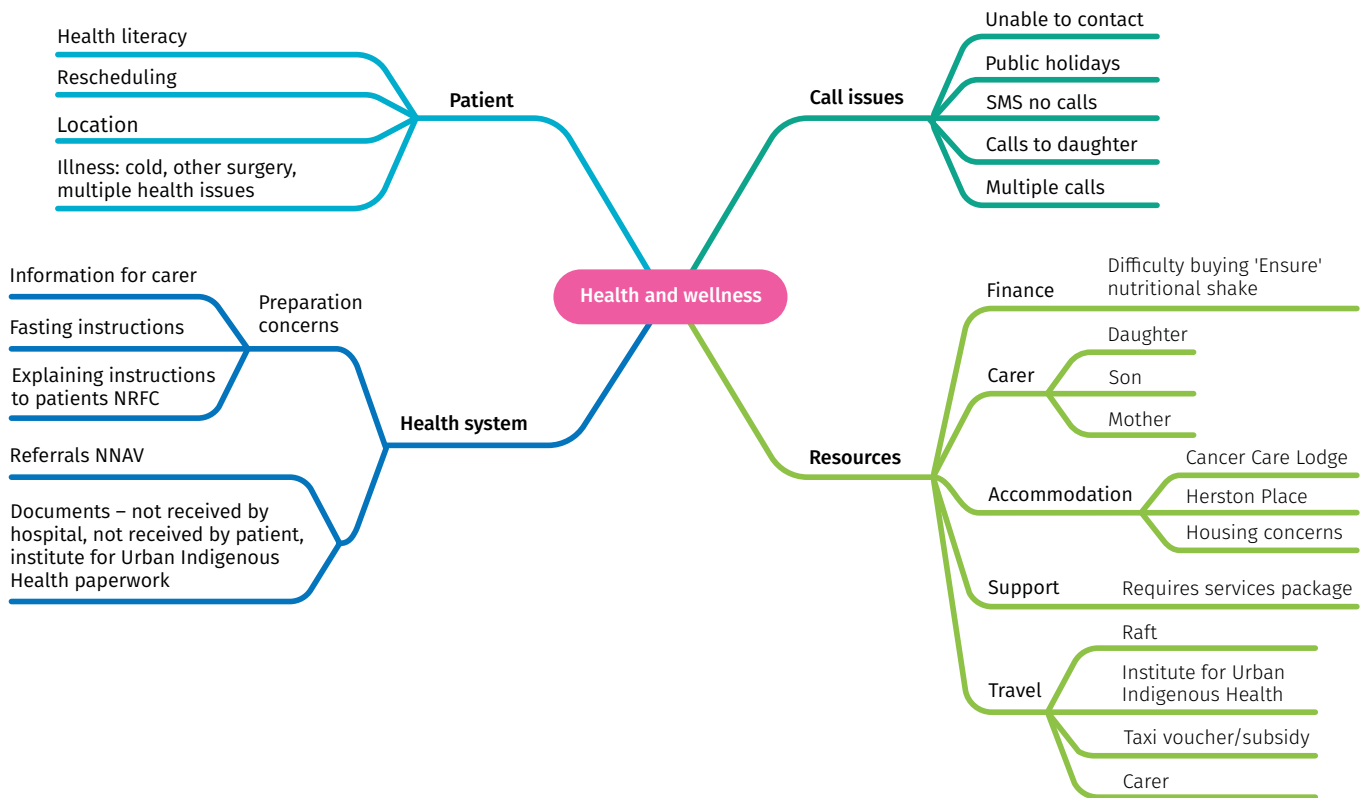 Health literacy
Rescheduling
Location
Illness: cold, other surgery,
multiple health issues
Patient
Unable to contact
Public holidays
SMS no calls
Calls to daughter
Multiple calls
Call issues
Health and wellness
Information for carer
Fasting instructions
Explaining instructions
to patients NRFC
Preparation
concerns
Health system
Referrals NNAV
Documents – not received by
hospital, not received by patient,
institute for Urban Indigenous
Health paperwork
Resources
Finance
Difficulty buying 'Ensure'
nutritional shake
Carer
Daughter
Son
Mother
Accommodation
Cancer Care Lodge
Herston Place
Housing concerns
Support
Requires services package
Travel
Raft
Institute for Urban
Indigenous Health
Taxi voucher/subsidy
Carer